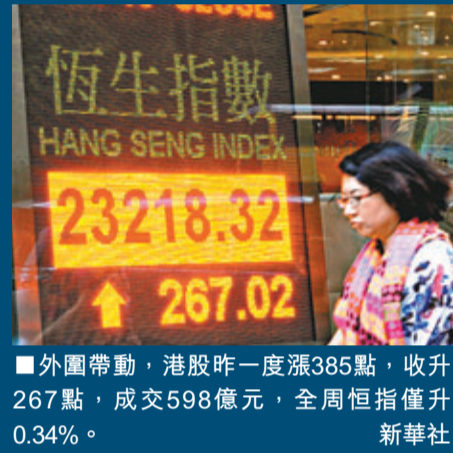 CLOSE
恆生指數
HANG SENG INDEX
23218.32
267.02
■外圍帶動，港股昨一度漲385點，收升
267點，成交598億元，全周恒指僅升
0.34%。 新華社